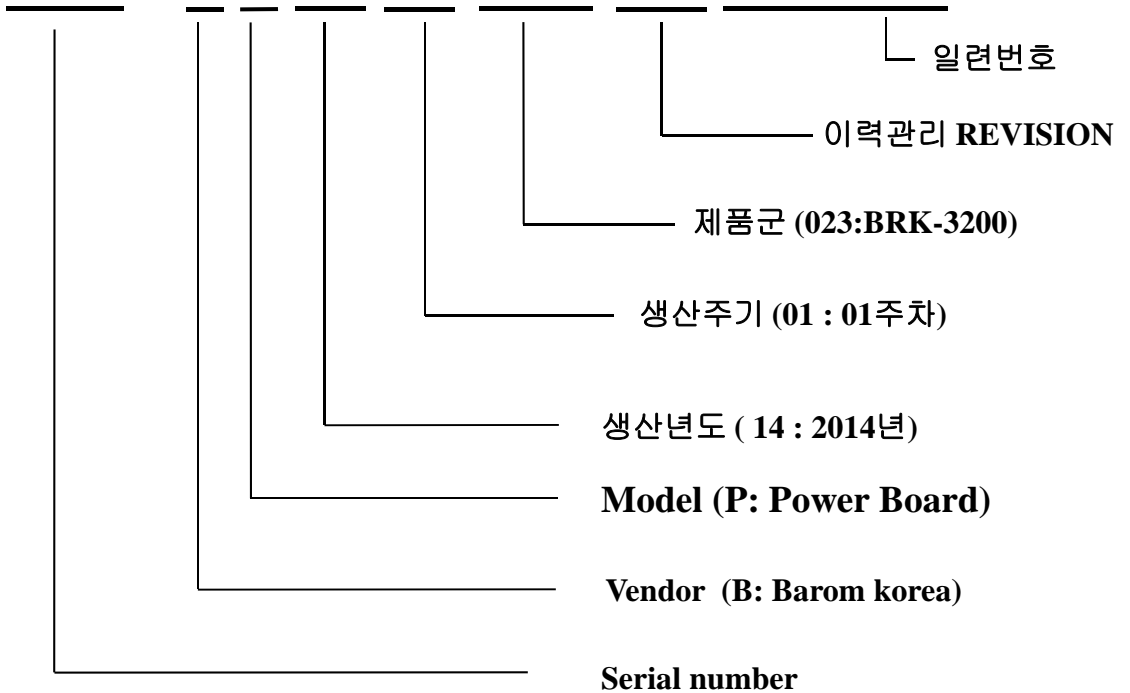 일련번호
이력관리 REVISION
제품군 (023:BRK-3200)
생산주기 (01 : 01주차)
생산년도 ( 14 : 2014년)
Model (P: Power Board)
Vendor (B: Barom korea)
Serial number